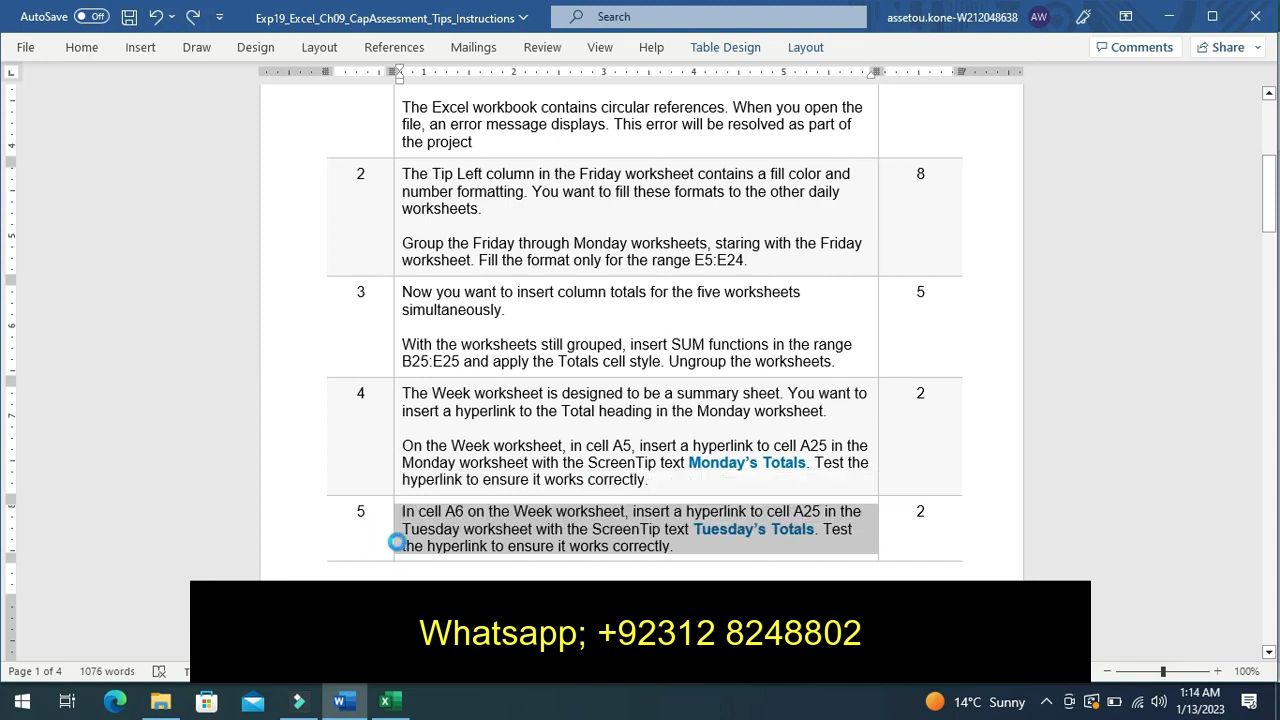 AutoSave
Off
Exp19_Excel_Ch09_CapAssessment_Tips_Instructions
Search
assetou.kone-W212048638
AW
File
Home
Insert
Draw
Design
Layout
References
Mailings
Review
View
Help
Table Design
Layout
Comments
Share
1
2
3
4
5
The Excel workbook contains circular references. When you open the
file, an error message displays. This error will be resolved as part of
the project
2
The Tip Left column in the Friday worksheet contains a fill color and
number formatting. You want to fill these formats to the other daily
worksheets.
Group the Friday through Monday worksheets, staring with the Friday
worksheet. Fill the format only for the range E5:E24.
8
3
Now you want to insert column totals for the five worksheets
simultaneously.
With the worksheets still grouped, insert SUM functions in the range
B25:E25 and apply the Totals cell style. Ungroup the worksheets.
5
4
The Week worksheet is designed to be a summary sheet. You want to
insert a hyperlink to the Total heading in the Monday worksheet.
On the Week worksheet, in cell A5, insert a hyperlink to cell A25 in the
Monday worksheet with the ScreenTip text Monday’s Totals. Test the
hyperlink to ensure it works correctly.
2
5
In cell A6 on the Week worksheet, insert a hyperlink to cell A25 in the
Tuesday worksheet with the ScreenTip text Tuesday’s Totals. Test
the hyperlink to ensure it works correctly.
2
Whatsapp; +92312 8248802
Page 1 of 4
1076 words
100%
14°C Sunny
1:14 AM
1/13/2023